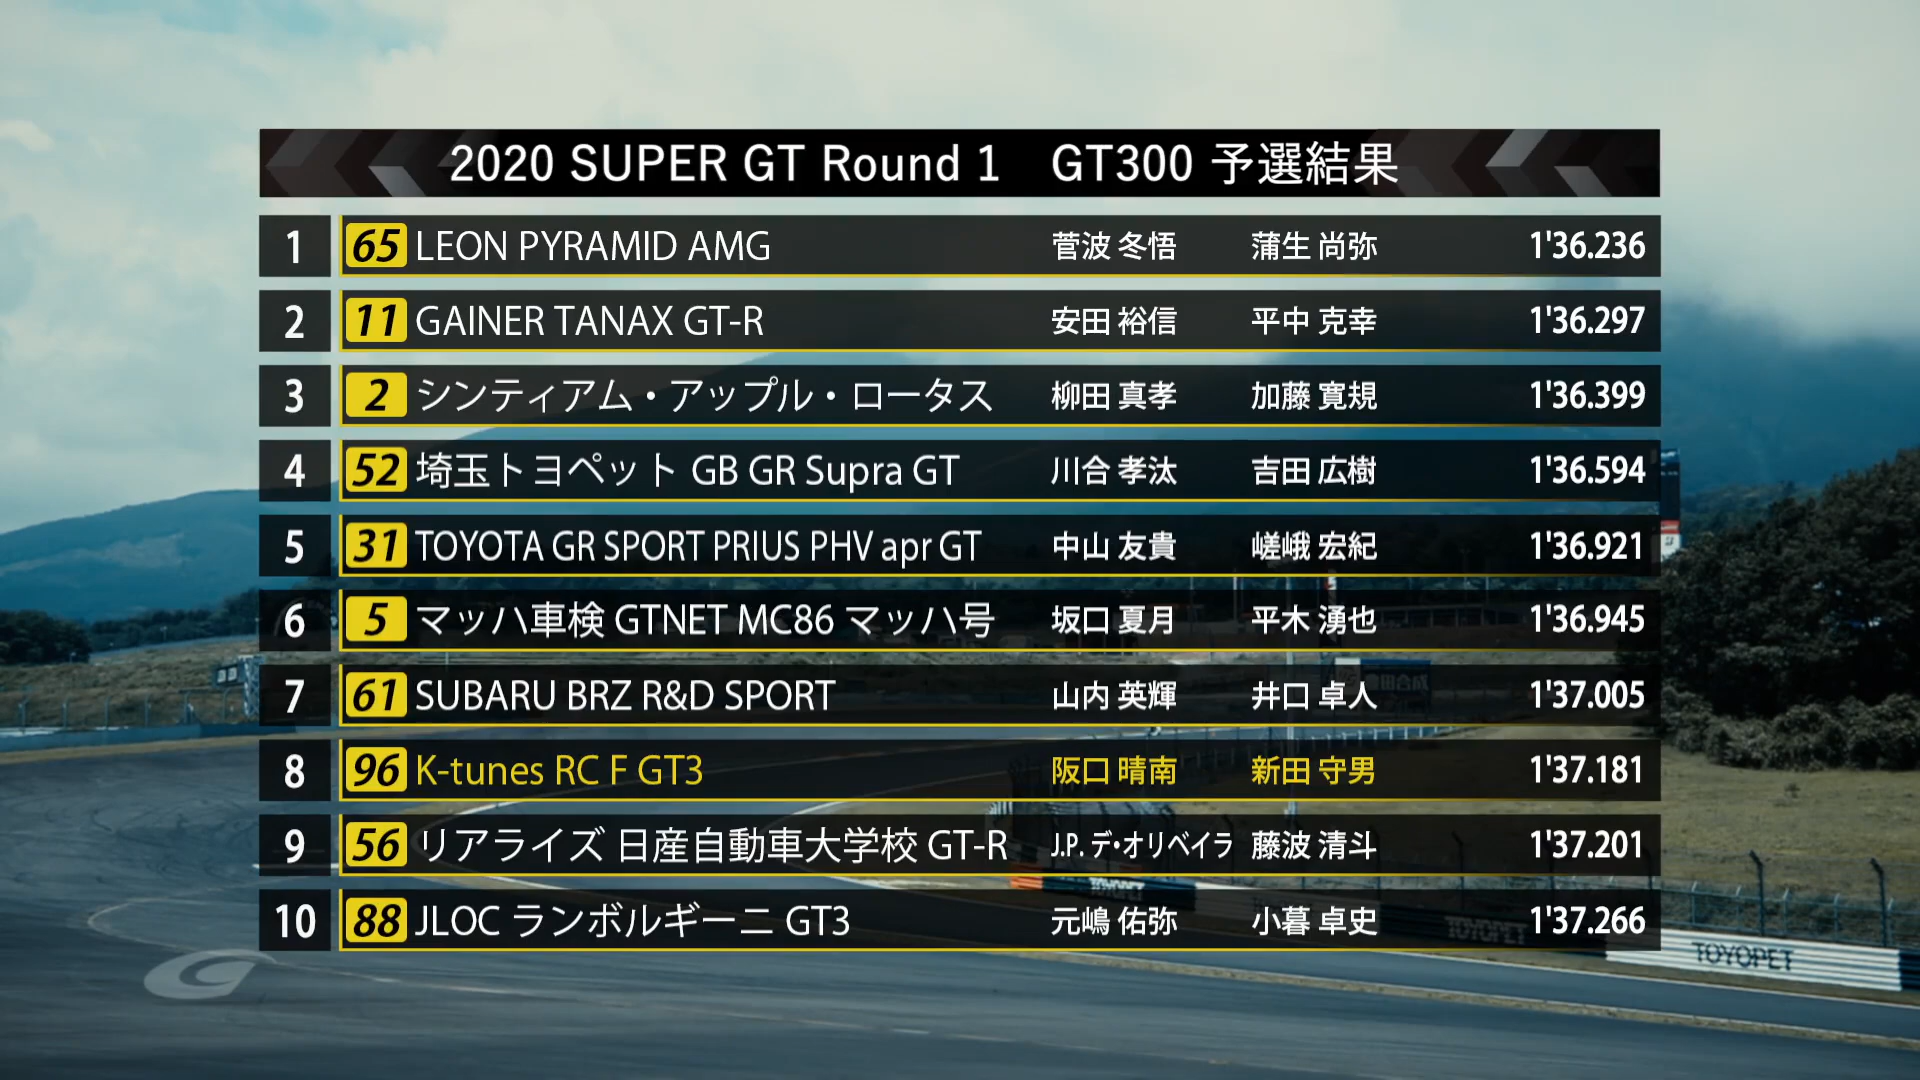 2020 SUPER GT Round 1 GT300 予選結果
1 65 LEON PYRAMID AMG 菅波 冬悟 蒲生 尚弥 1'36.236
2 11 GAINER TANAX GT-R 安田 裕信 平中 克幸 1'36.297
3 2 シンティアム・アップル・ロータス 柳田 真孝 加藤 寛規 1'36.399
4 52 埼玉トヨペット GB GR Supra GT 川合 孝汰 吉田 広樹 1'36.594
5 31 TOYOTA GR SPORT PRIUS PHV apr GT 中山 友貴 嵯峨 宏紀 1'36.921
6 5 マッハ車検 GTNET MC86 マッハ号 坂口 夏月 平木 湧也 1'36.945
7 61 SUBARU BRZ R&D SPORT 山内 英輝 井口 卓人 1'37.005
8 96 K-tunes RC F GT3 阪口 晴南 新田 守男 1'37.181
9 56 リアライズ 日産自動車大学校 GT-R J.P. デ・オリベイラ 藤波 清斗 1'37.201
10 88 JLOC ランボルギーニ GT3 元嶋 佑弥 小暮 卓史 1'37.266
TOYOPET
TOYOPET
TOYOPET